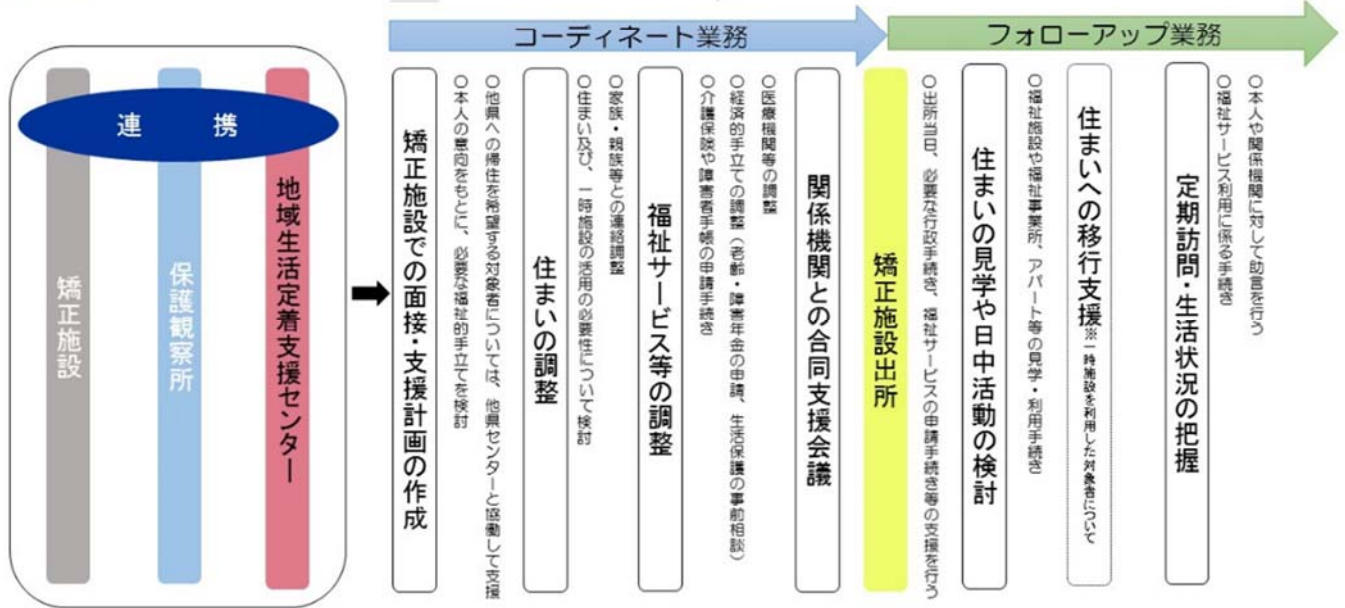 コーディネート業務
フォローアップ業務
連携
矯正施設
保護観察所
地域生活定着支援センター
矯正施設での面接・支援計画の作成
○本人の意向をもとに、必要な福祉的手立てを検討
○他県への帰住を希望する対象者については、他県センターと協働して支援
住まいの調整
○住まい及び、一時施設の活用の必要性について検討
○家族・親族等との連絡調整
福祉サービス等の調整
○介護保険や障害者手帳の申請手続き
○経済的手立ての調整（老齢・障害年金の申請、生活保護の事前相談）
○医療機関等の調整
関係機関との合同支援会議
矯正施設出所
○出所当日、必要な行政手続き、福祉サービスの申請手続き等の支援を行う
住まいの見学や日中活動の検討
○福祉施設や福祉事業所、アパート等の見学・利用手続き
住まいへの移行支援※一時施設を利用した対象者について
定期訪問・生活状況の把握
○福祉サービス利用に係る手続き
○本人や関係機関に対して助言を行う